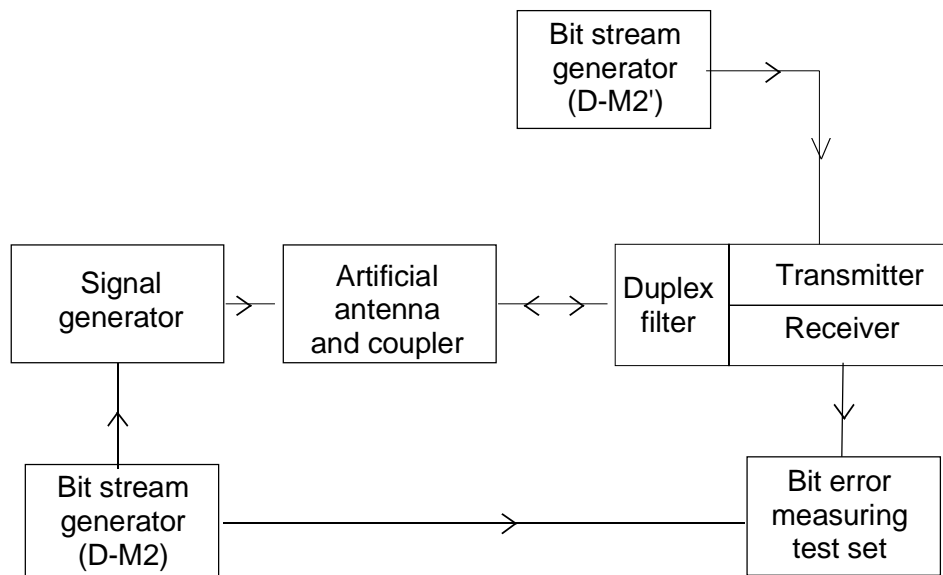 Bit stream
generator
(D-M2')
Signal
generator
Artificial
antenna
and coupler
Duplex
filter
Transmitter
Receiver
Bit stream
generator
(D-M2)
Bit error
measuring
test set